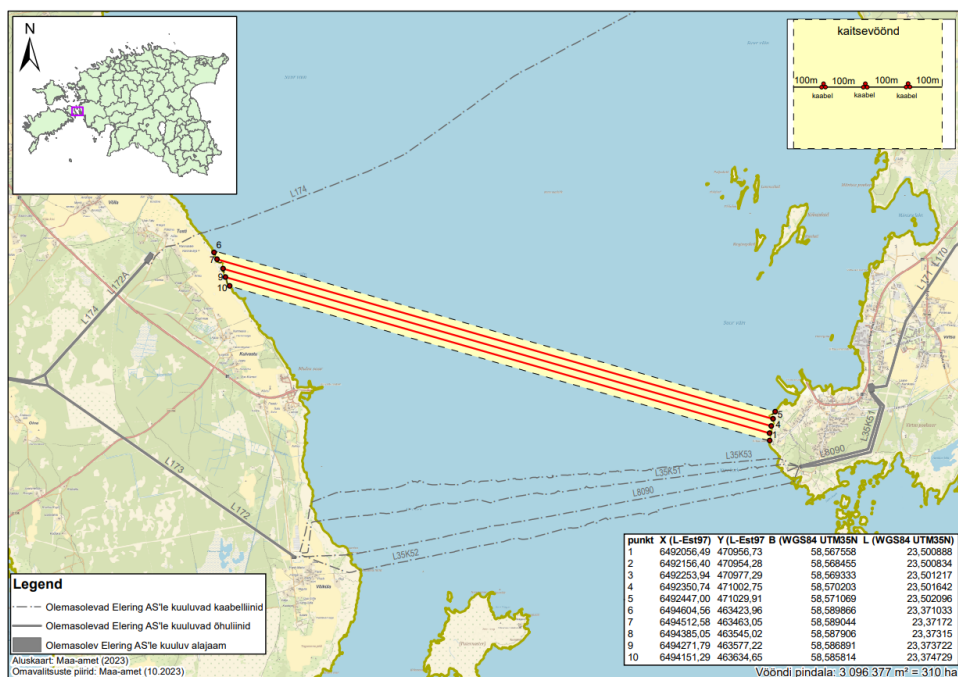 N
kaitsevöönd
100m 100m 100m 100m
kaabel kaabel kaabel
L174
Tusti
6
7
9
10
L172A
L174
L173
L172
5
4
1
L170
L171
L35K51
L8090
L35K53
L35K51
L8090
L35K52
Legend
Olemasolevad Elering AS'le kuuluvad kaabelliinid
Olemasolevad Elering AS'le kuuluvad õhuliinid
Olemasolev Elering AS'le kuuluv alajaam
Aluskaart: Maa-amet (2023)
Omavalitsuste piirid: Maa-amet (10.2023)
punkt X (L-Est97) Y (L-Est97 B (WGS84 UTM35N L (WGS84 UTM35N)
1 6492056,49 470956,73 58,567558 23,500888
2 6492156,40 470954,28 58,568455 23,500834
3 6492253,94 470977,29 58,569333 23,501217
4 6492350,74 471002,75 58,570203 23,501642
5 6492447,00 471029,91 58,571069 23,502096
6 6494604,56 463423,96 58,589866 23,371033
7 6494512,58 463463,05 58,589044 23,37172
8 6494385,05 463545,02 58,587906 23,37315
9 6494271,79 463577,22 58,586891 23,373722
10 6494151,29 463634,65 58,585814 23,374729
Vööndi pindala: 3 096 377 m² = 310 ha